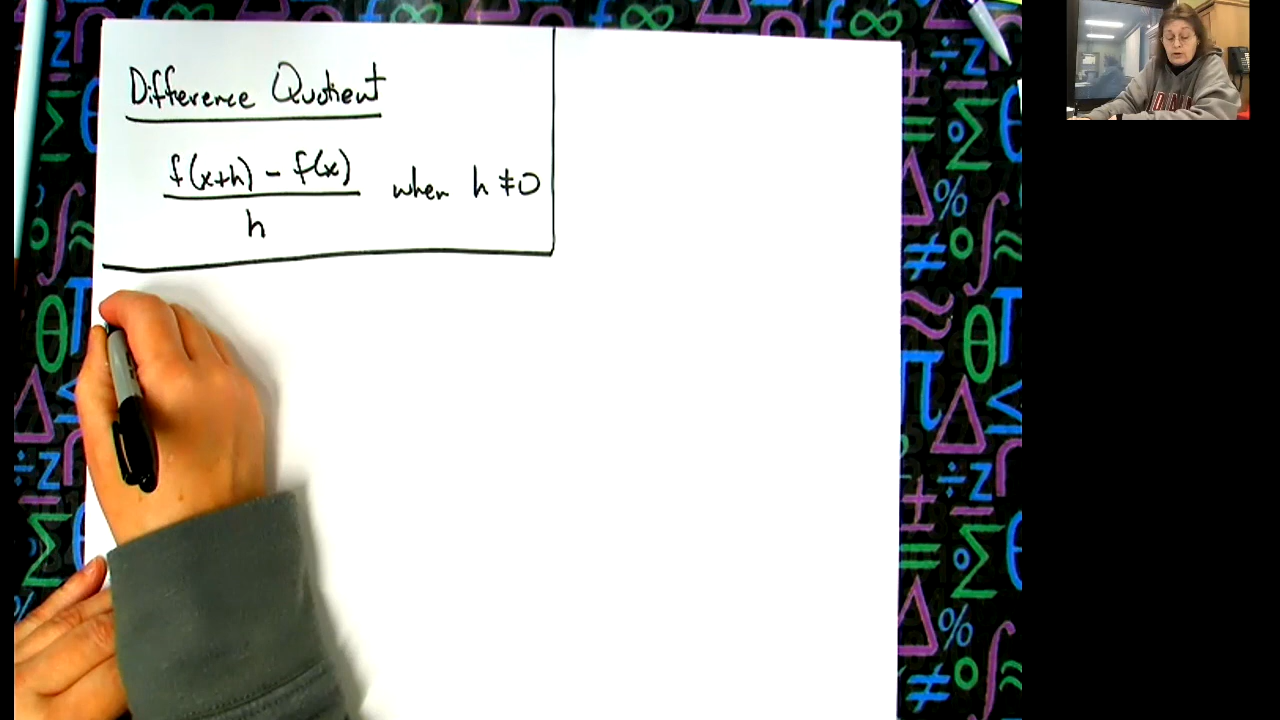 Difference Quotient
f(x+h) - f(x)
h
when h ≠ 0